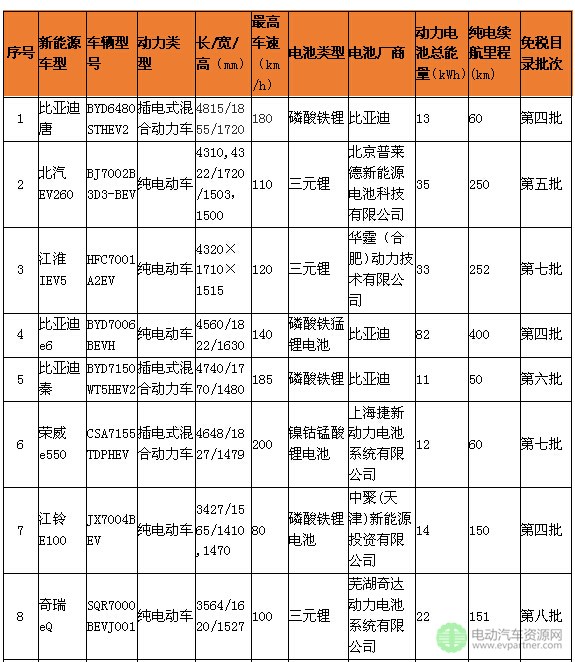 序号 新能源车型 车辆型号 动力类型 长/宽/高（mm） 最高车速（km/h） 电池类型 电池厂商 动力电池总能量（kWh） 纯电续航里程(km) 免税目录批次
1 比亚迪唐 BYD6480STHEV2 插电式混合动力车 4815/1855/1720 180 磷酸铁锂 比亚迪 13 60 第四批
2 北汽EV260 BJ7002B3D3-BEV 纯电动车 4310,4322/1720/1503，1500 110 三元锂 北京普莱德新能源电池科技有限公司 35 250 第五批
3 江淮IEV5 HFC7001A2EV 纯电动车 4320×1710×1515 120 三元锂 华霆（合肥)动力技术有限公司 33 252 第七批
4 比亚迪e6 BYD7006BEVH 纯电动车 4560/1822/1630 140 磷酸铁猛锂电池 比亚迪 82 400 第四批
5 比亚迪秦 BYD7150WT5HEV2 插电式混合动力车 4740/1770/1480 185 磷酸铁锂 比亚迪 11 50 第六批
6 荣威e550 CSA7155TDPHEV 插电式混合动力车 4648/1827/1479 200 镍钴锰酸锂电池 上海捷新动力电池系统有限公司 12 60 第七批
7 江铃E100 JX7004BEV 纯电动车 3427/1565/1410,1470 80 磷酸铁锂电池 中聚(天津)新能源投资有限公司 14 150 第四批
8 奇瑞eQ SQR7000BEVJ001 纯电动车 3564/1620/1527 100 三元锂 芜湖奇达动力电池系统有限公司 22 151 第八批
电动汽车资源网
www.evpartner.com